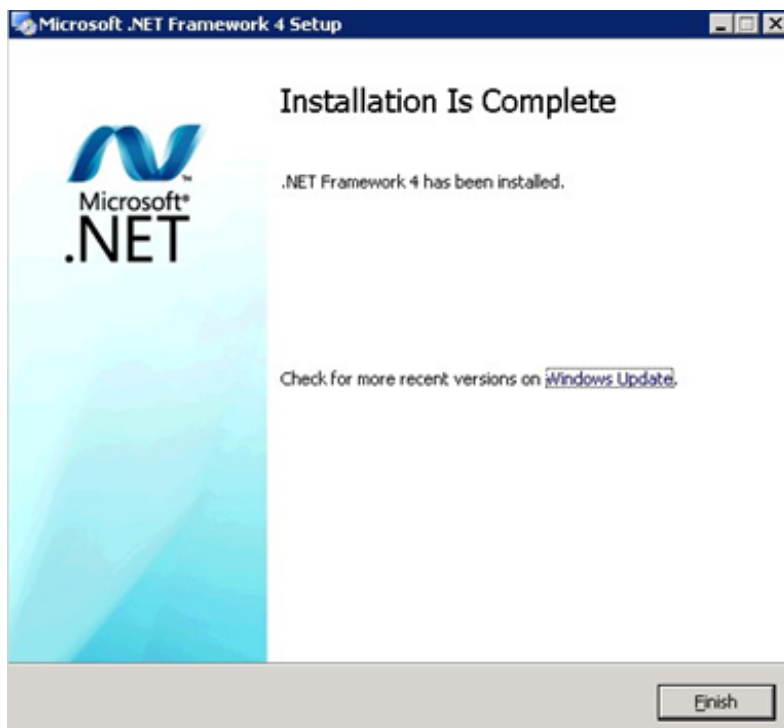 Microsoft .NET Framework 4 Setup
Installation Is Complete
Microsoft®
.NET™
.NET Framework 4 has been installed.
Check for more recent versions on Windows Update.
Finish